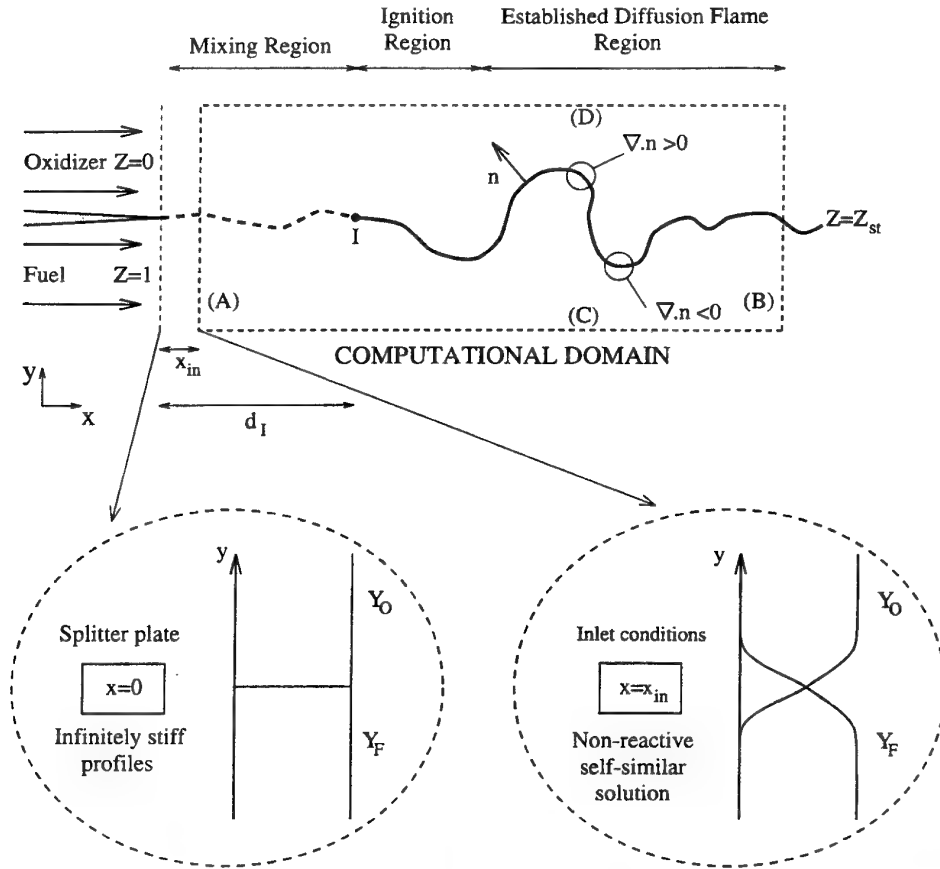 Ignition
Region
Established Diffusion Flame
Region
Mixing Region
Oxidizer Z=0
Fuel Z=1
(A)
I
n
(D)
∇.n >0
Z=Z_st
(C)
∇.n <0
(B)
COMPUTATIONAL DOMAIN
x_in
d_I
y
x
Splitter plate
x=0
Infinitely stiff
profiles
y
Y_O
Y_F
Inlet conditions
x=x_in
Non-reactive
self-similar
solution
y
Y_O
Y_F